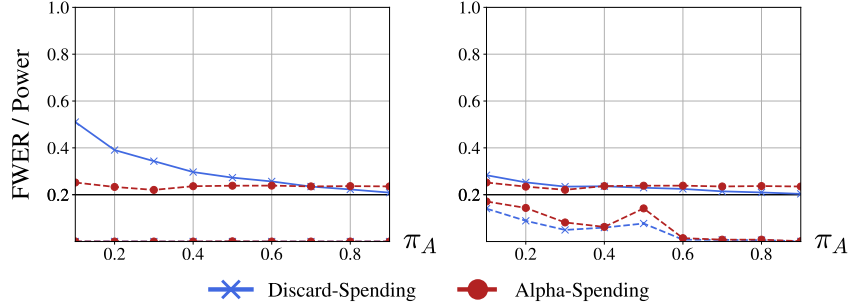 1.0 1.0
0.8 0.8
0.6 0.6
0.4 0.4
0.2 0.2
FWER / Power
0.2 0.4 0.6 0.8 π_A 0.2 0.4 0.6 0.8 π_A
Discard-Spending Alpha-Spending